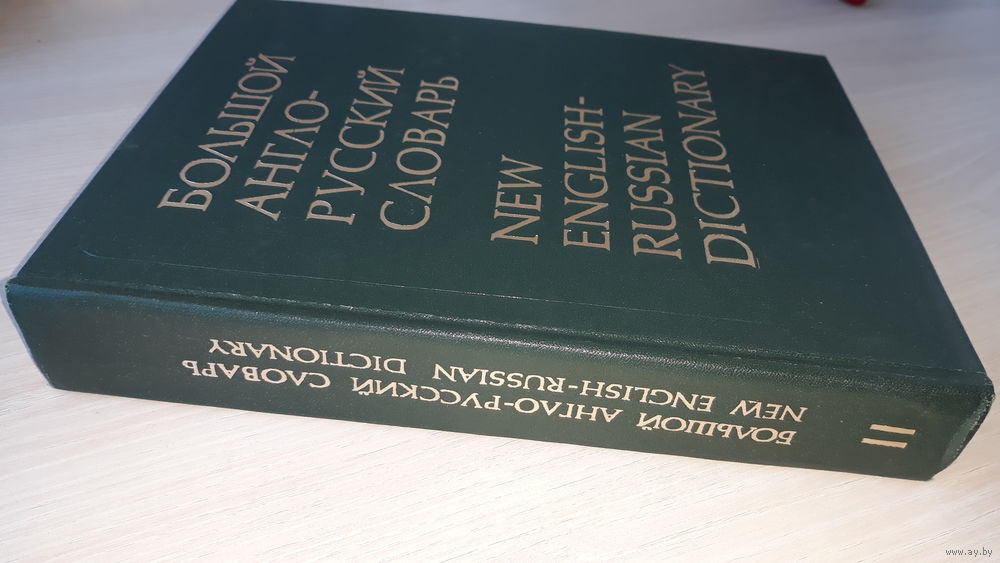 БОЛЬШОЙ
АНГЛО-
РУССКИЙ
СЛОВАРЬ
NEW
ENGLISH-
RUSSIAN
DICTIONARY
БОЛЬШОЙ АНГЛО-РУССКИЙ СЛОВАРЬ
NEW ENGLISH-RUSSIAN DICTIONARY
II
www.ay.by